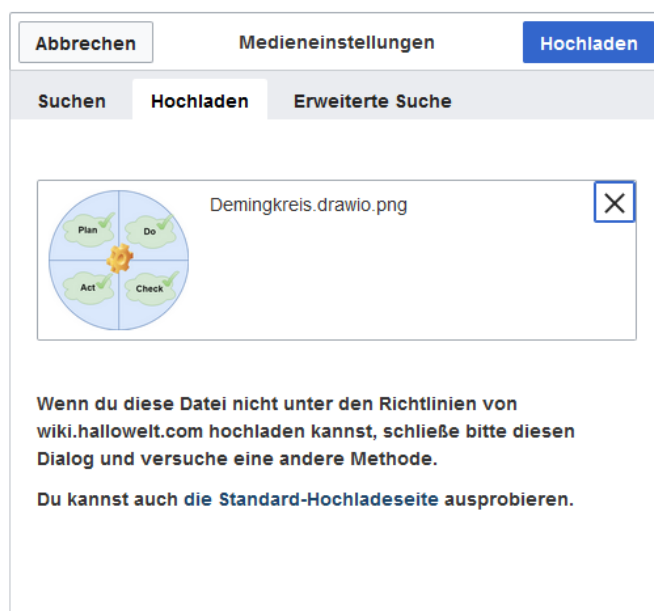 Abbrechen Medieneinstellungen Hochladen
Suchen Hochladen Erweiterte Suche
Demingkreis.drawio.png
Plan Do
Act Check
Wenn du diese Datei nicht unter den Richtlinien von
wiki.hallowelt.com hochladen kannst, schließe bitte diesen
Dialog und versuche eine andere Methode.
Du kannst auch die Standard-Hochladeseite ausprobieren.